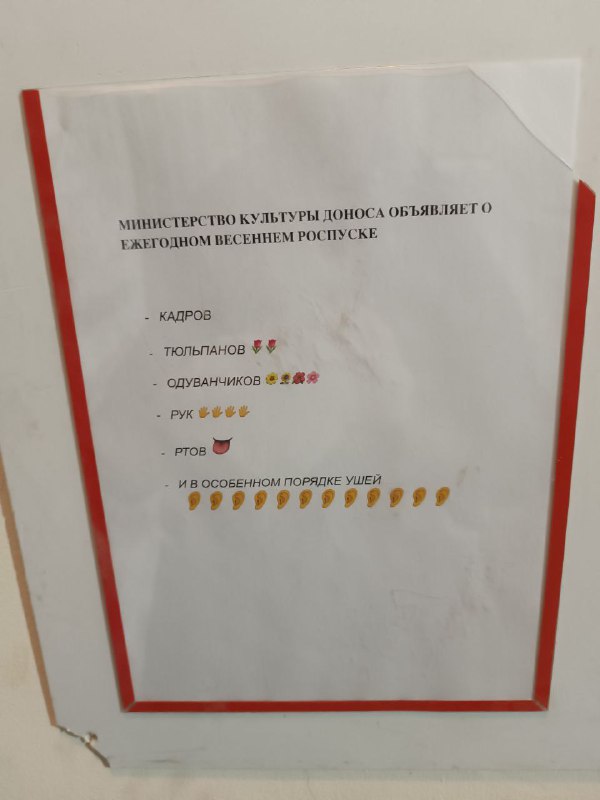 МИНИСТЕРСТВО КУЛЬТУРЫ ДОНОСА ОБЪЯВЛЯЕТ О
ЕЖЕГОДНОМ ВЕСЕННЕМ РОСПУСКЕ
- КАДРОВ
- ТЮЛЬПАНОВ 🌷🌷
- ОДУВАНЧИКОВ 🌼🌻🌺🌸
- РУК 🖐🖐🖐🖐
- РТОВ 👅
- И В ОСОБЕННОМ ПОРЯДКЕ УШЕЙ
👂👂👂👂👂👂👂👂👂👂👂👂